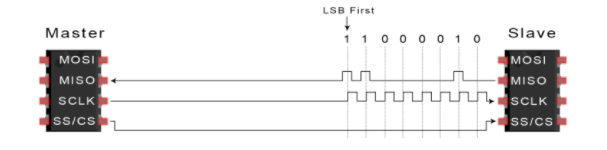 LSB First
Master
Slave
1 1 0 0 0 0 1 0
MOSI
MISO
SCLK
SS/CS
MOSI
MISO
SCLK
SS/CS